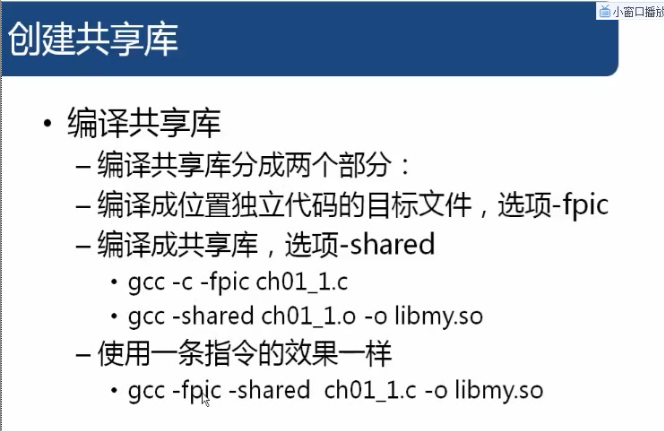 小窗口播放
创建共享库
• 编译共享库
– 编译共享库分成两个部分：
– 编译成位置独立代码的目标文件，选项-fpic
– 编译成共享库，选项-shared
• gcc -c -fpic ch01_1.c
• gcc -shared ch01_1.o -o libmy.so
– 使用一条指令的效果一样
• gcc -fpic -shared  ch01_1.c -o libmy.so